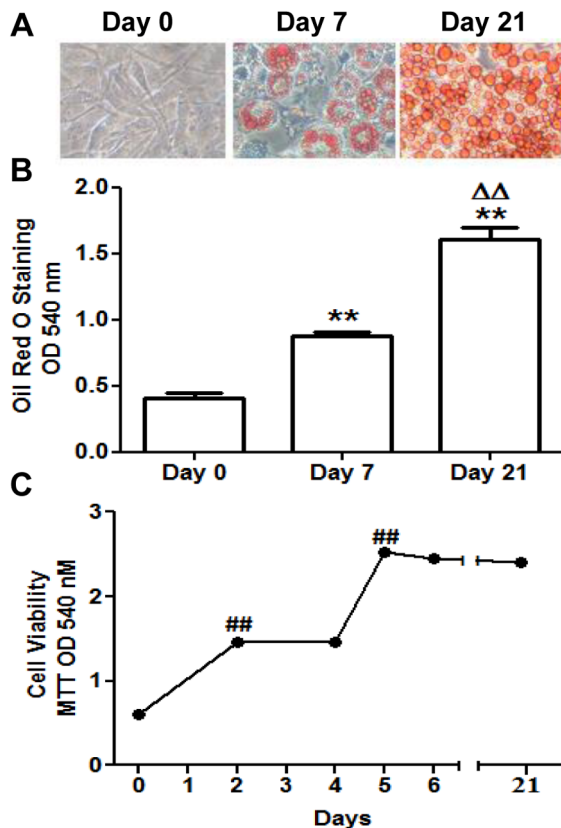 A
Day 0 Day 7 Day 21
B
Oil Red O Staining
OD 540 nm
2.0
1.5
1.0
0.5
0.0
**
ΔΔ
**
Day 0 Day 7 Day 21
C
Cell Viability
MTT OD 540 nM
3
2
1
0
##
##
0 1 2 3 4 5 6 21
Days